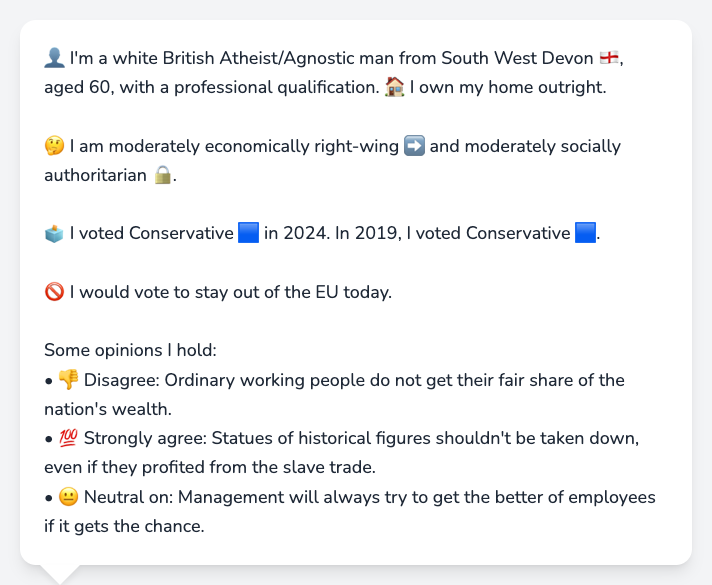 👤 I'm a white British Atheist/Agnostic man from South West Devon 🏴󠁧󠁢󠁥󠁮󠁧󠁿,
aged 60, with a professional qualification. 🏠 I own my home outright.
🤔 I am moderately economically right-wing ➡️ and moderately socially
authoritarian 🔒.
🗳️ I voted Conservative 🟦 in 2024. In 2019, I voted Conservative 🟦.
🚫 I would vote to stay out of the EU today.
Some opinions I hold:
• 👎 Disagree: Ordinary working people do not get their fair share of the
nation's wealth.
• 💯 Strongly agree: Statues of historical figures shouldn't be taken down,
even if they profited from the slave trade.
• 😐 Neutral on: Management will always try to get the better of employees
if it gets the chance.